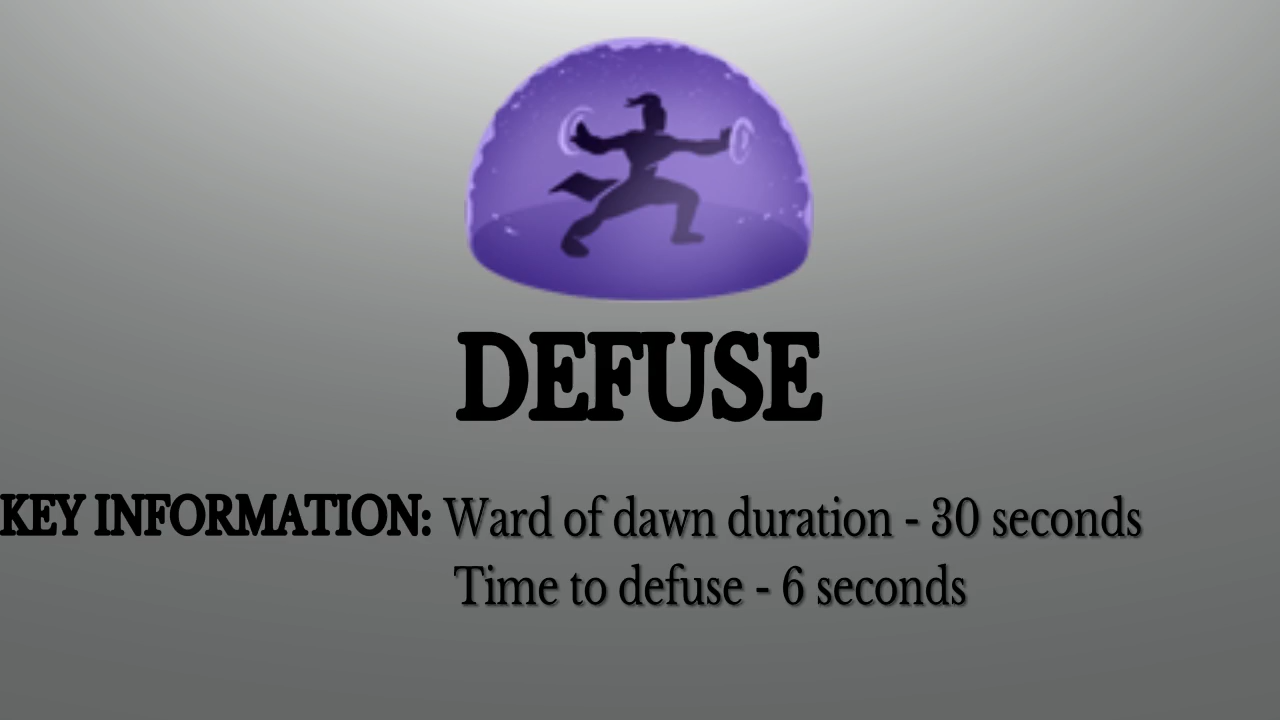 DEFUSE
KEY INFORMATION: Ward of dawn duration - 30 seconds
Time to defuse - 6 seconds